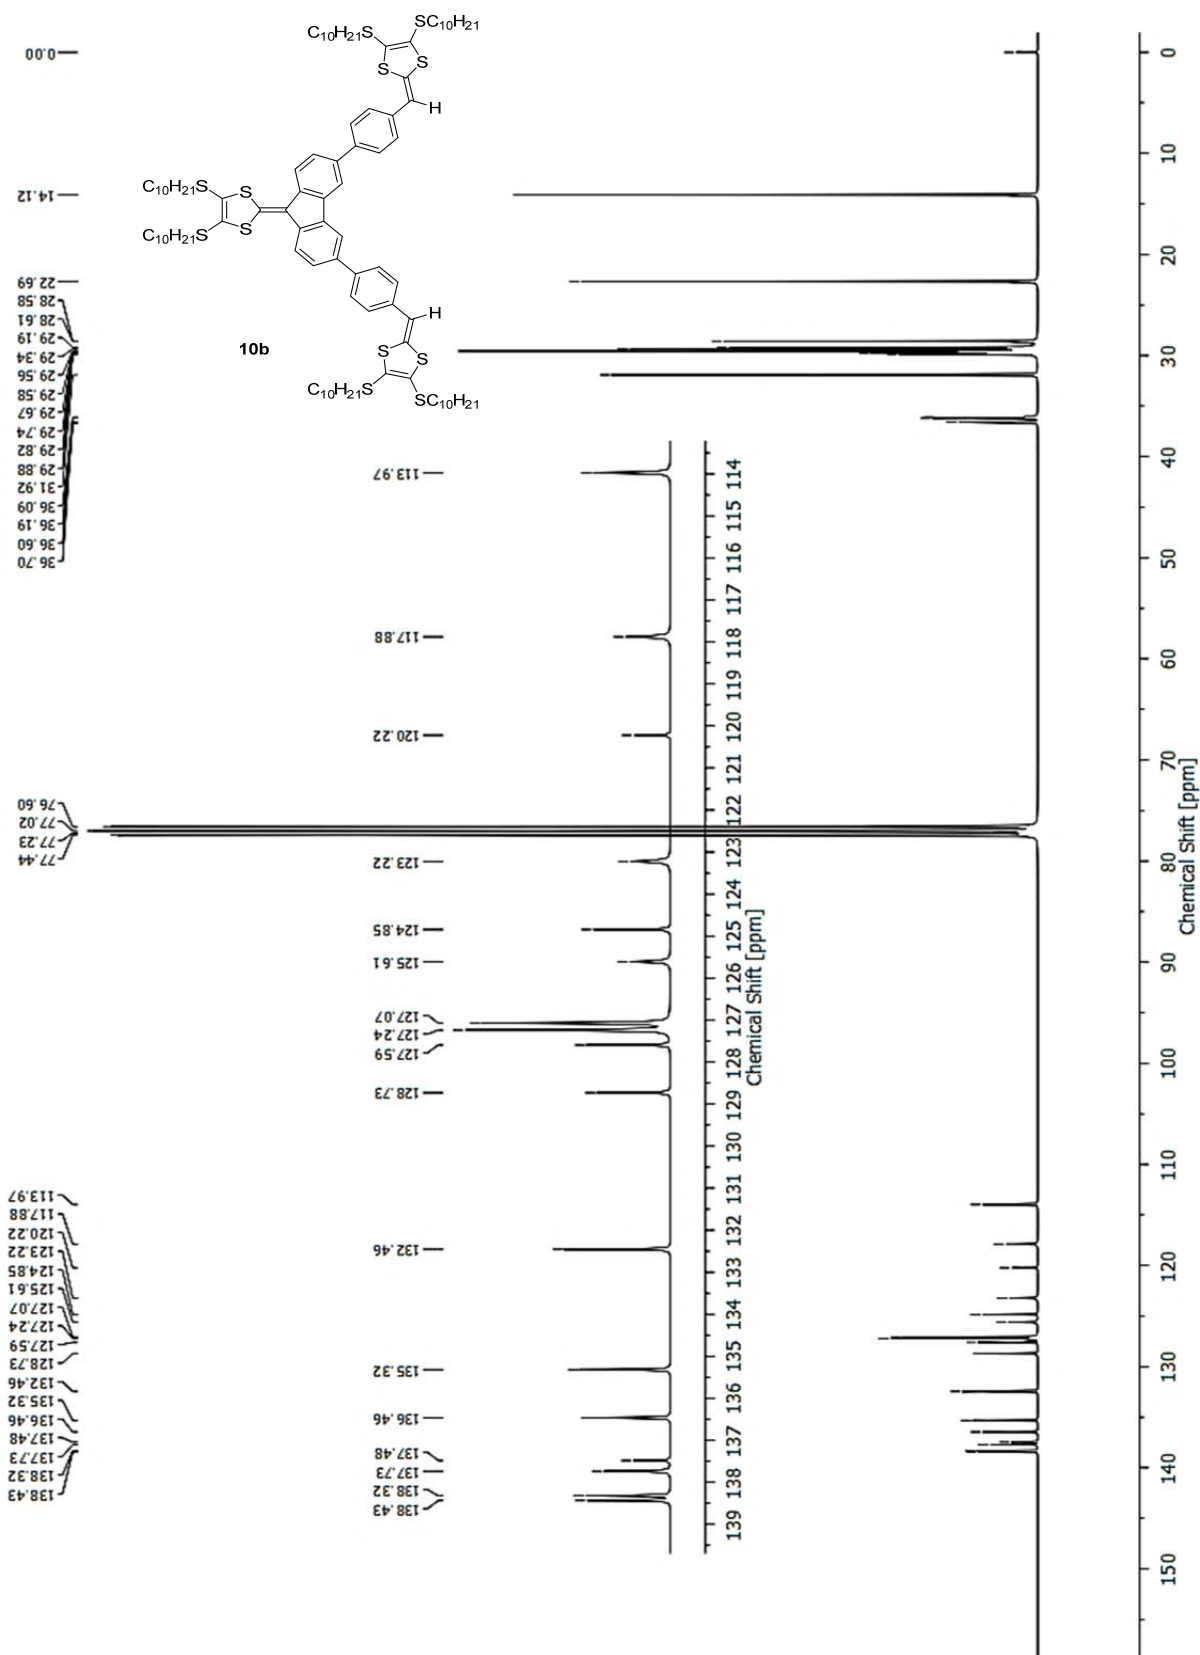 SC10H21
C10H21S
S
S
H
C10H21S
S
C10H21S
S
H
10b
S
S
C10H21S
SC10H21
0.00
14.12
22.69
28.58
28.61
29.19
29.34
29.56
29.58
29.67
29.74
29.82
29.88
31.92
36.09
36.19
36.60
36.70
76.60
77.02
77.23
77.44
113.97
117.88
120.22
123.22
124.85
125.61
127.07
127.24
127.59
128.73
132.46
135.32
136.46
137.48
137.73
138.32
138.43
113.97
117.88
120.22
123.22
124.85
125.61
127.07
127.24
127.59
128.73
132.46
135.32
136.46
137.48
137.73
138.32
138.43
139 138 137 136 135 134 133 132 131 130 129 128 127 126 125 124 123 122 121 120 119 118 117 116 115 114
Chemical Shift [ppm]
150 140 130 120 110 100 90 80 70 60 50 40 30 20 10 0
Chemical Shift [ppm]